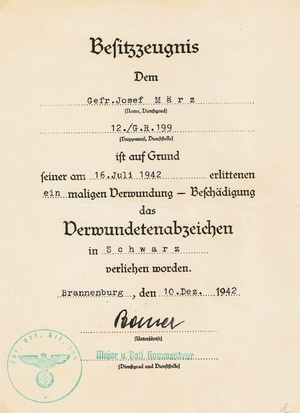 Besitzzeugnis
Dem
Gefr.Josef März
(Name, Dienstgrad)
12./G.R.199
(Truppenteil, Dienststelle)
ist auf Grund
seiner am 16.Juli 1942 erlittenen
ein maligen Verwundung – Beschädigung
das
Verwundetenabzeichen
in Schwarz
verliehen worden.
Brannenburg, den 10.Dez. 1942
(Unterschrift)
Major u. Batl. Kommandeur
(Dienstgrad und Dienststelle)